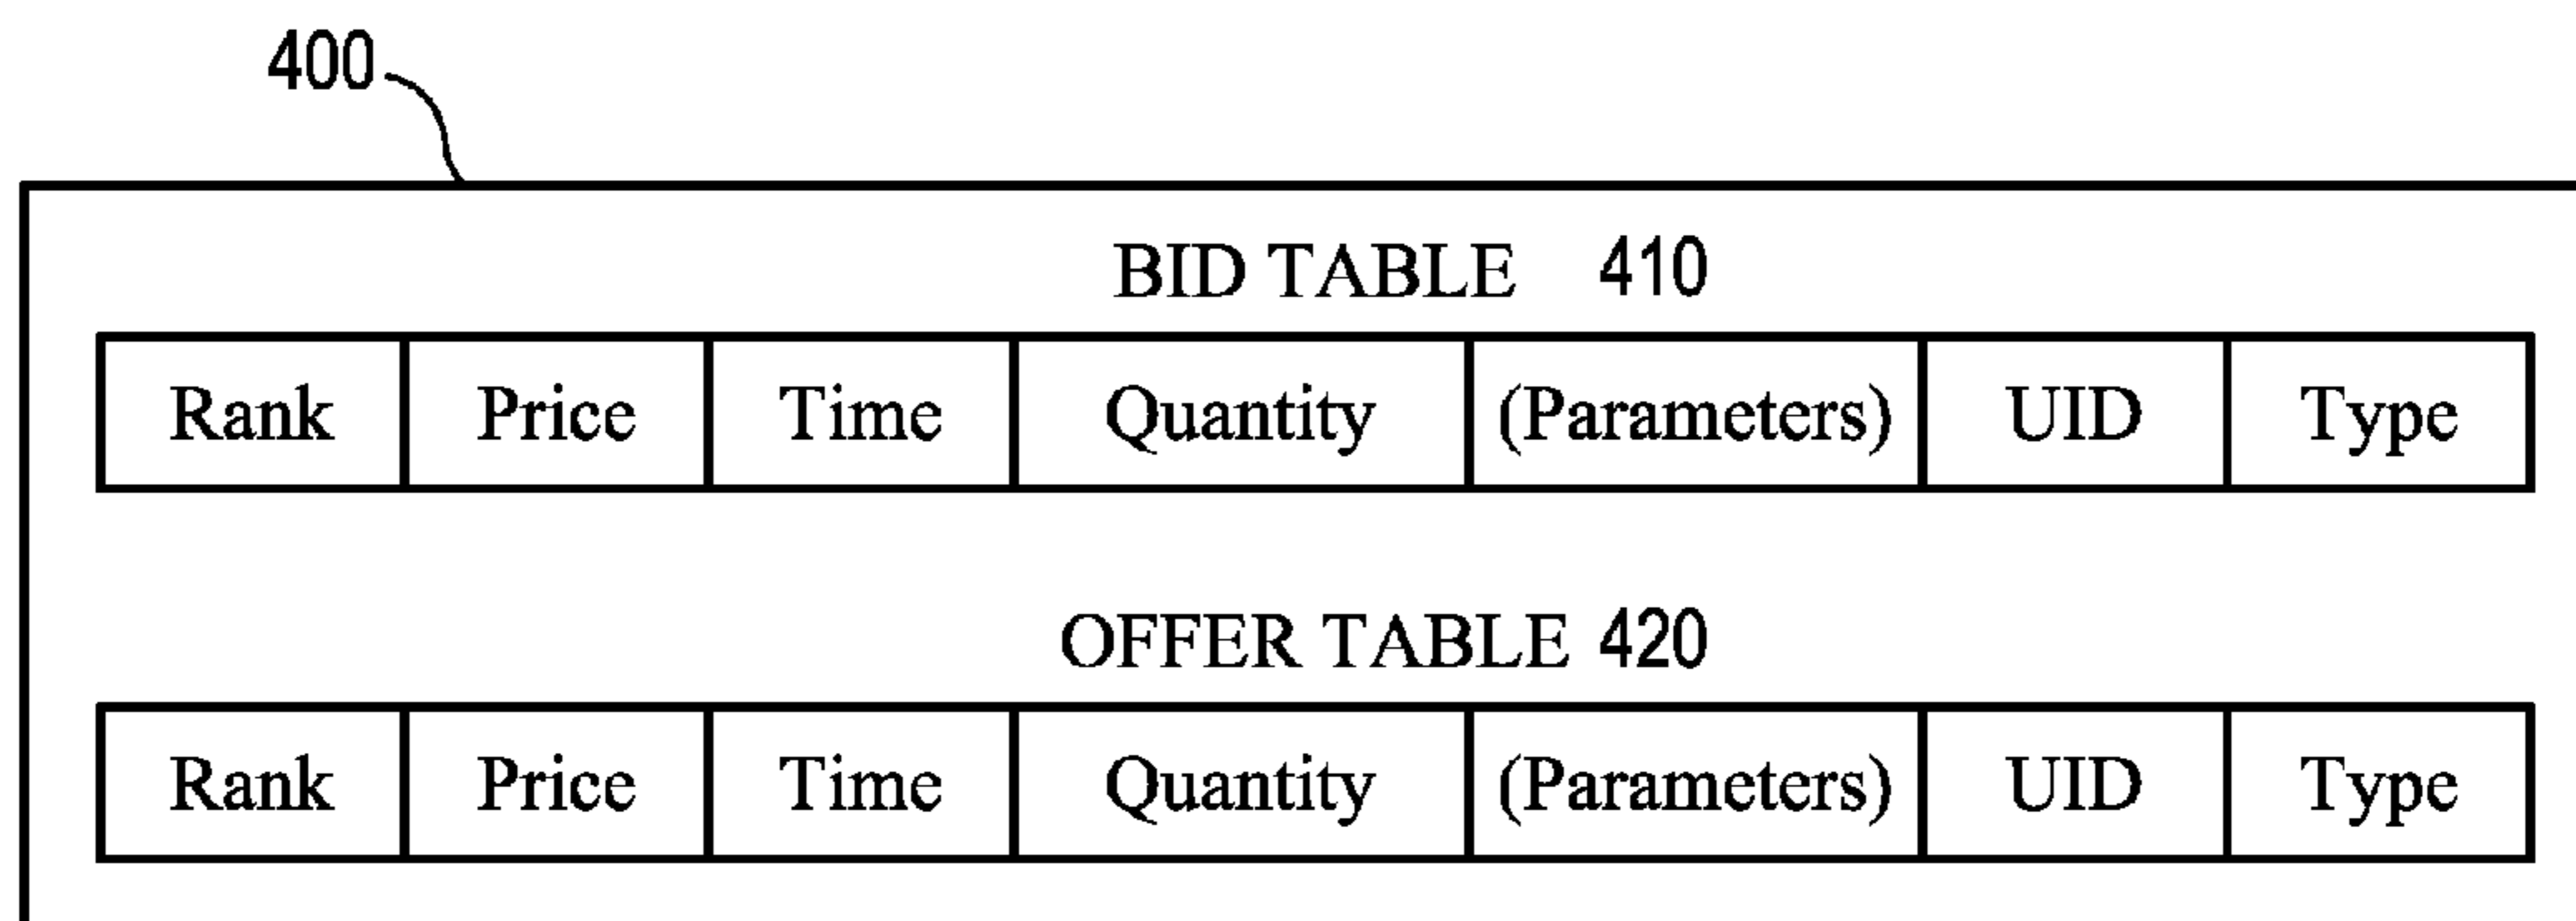 400
BID TABLE 410
Rank Price Time Quantity (Parameters) UID Type
OFFER TABLE 420
Rank Price Time Quantity (Parameters) UID Type